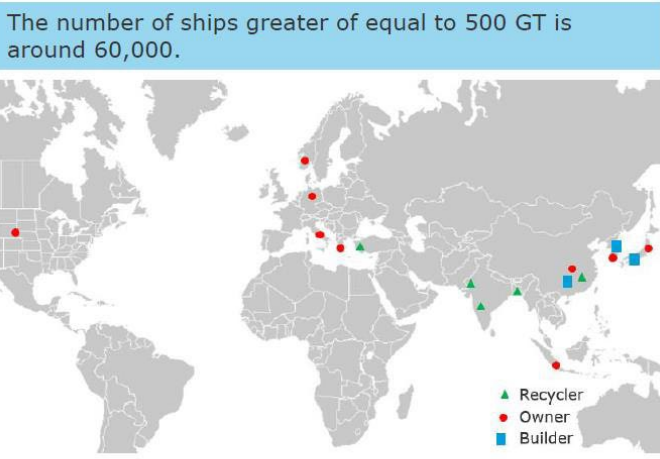 The number of ships greater of equal to 500 GT is
around 60,000.
Recycler
Owner
Builder